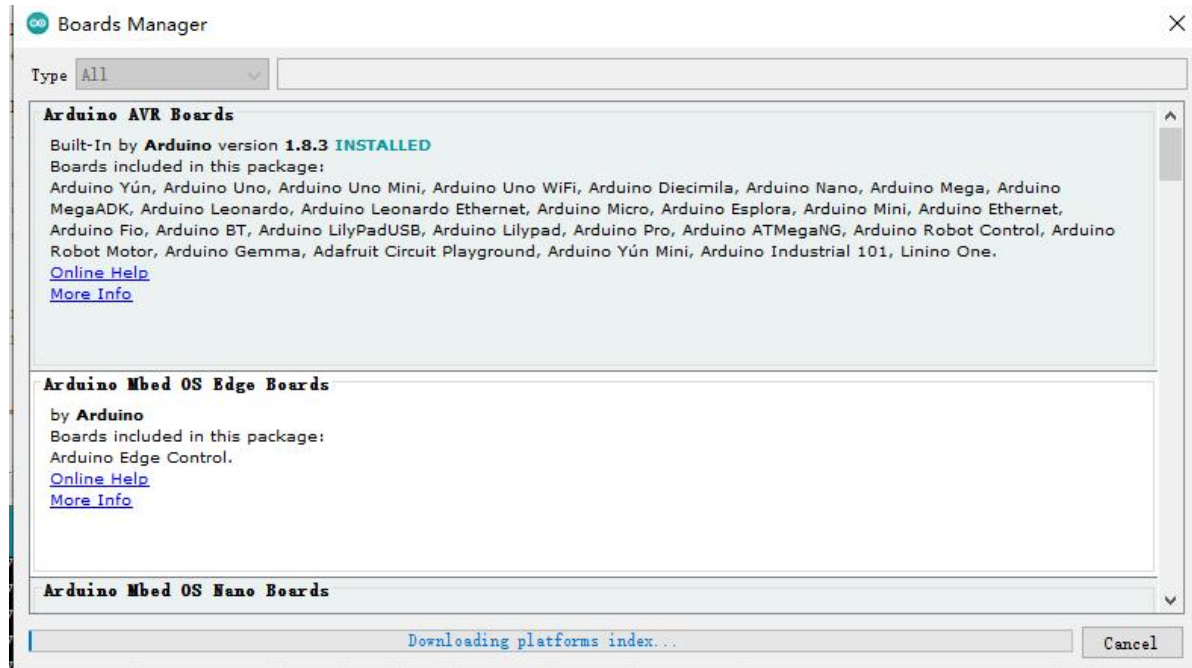 Boards Manager
Type All
Arduino AVR Boards
Built-In by Arduino version 1.8.3 INSTALLED
Boards included in this package:
Arduino Yún, Arduino Uno, Arduino Uno Mini, Arduino Uno WiFi, Arduino Diecimila, Arduino Nano, Arduino Mega, Arduino
MegaADK, Arduino Leonardo, Arduino Leonardo Ethernet, Arduino Micro, Arduino Esplora, Arduino Mini, Arduino Ethernet,
Arduino Fio, Arduino BT, Arduino LilyPadUSB, Arduino Lilypad, Arduino Pro, Arduino ATMegaNG, Arduino Robot Control, Arduino
Robot Motor, Arduino Gemma, Adafruit Circuit Playground, Arduino Yún Mini, Arduino Industrial 101, Linino One.
Online Help
More Info
Arduino Mbed OS Edge Boards
by Arduino
Boards included in this package:
Arduino Edge Control.
Online Help
More Info
Arduino Mbed OS Nano Boards
Downloading platforms index...
Cancel